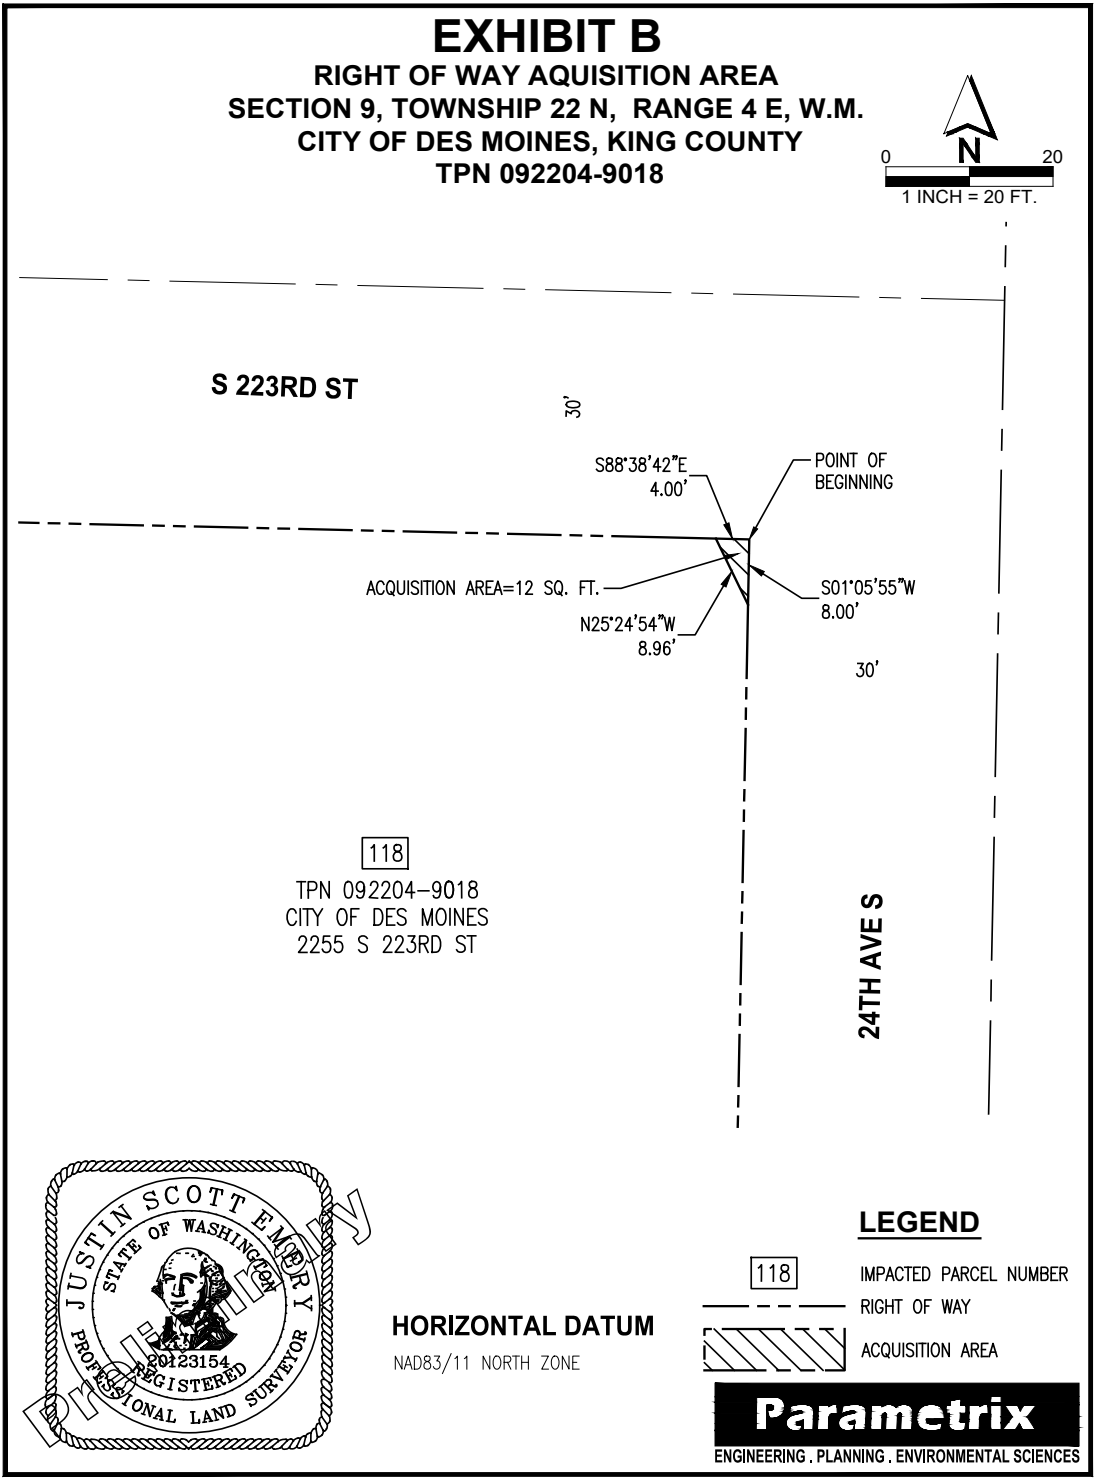 EXHIBIT B
RIGHT OF WAY AQUISITION AREA
SECTION 9, TOWNSHIP 22 N, RANGE 4 E, W.M.
CITY OF DES MOINES, KING COUNTY
TPN 092204-9018
N
0 20
1 INCH = 20 FT.
S 223RD ST
30'
S88°38'42"E
4.00'
POINT OF
BEGINNING
ACQUISITION AREA=12 SQ. FT.
S01°05'55"W
8.00'
N25°24'54"W
8.96'
30'
118
TPN 092204-9018
CITY OF DES MOINES
2255 S 223RD ST
24TH AVE S
JUSTIN SCOTT EMERY
STATE OF WASHINGTON
20123154
REGISTERED
PROFESSIONAL LAND SURVEYOR
Preliminary
HORIZONTAL DATUM
NAD83/11 NORTH ZONE
LEGEND
118 IMPACTED PARCEL NUMBER
RIGHT OF WAY
ACQUISITION AREA
Parametrix
ENGINEERING . PLANNING . ENVIRONMENTAL SCIENCES